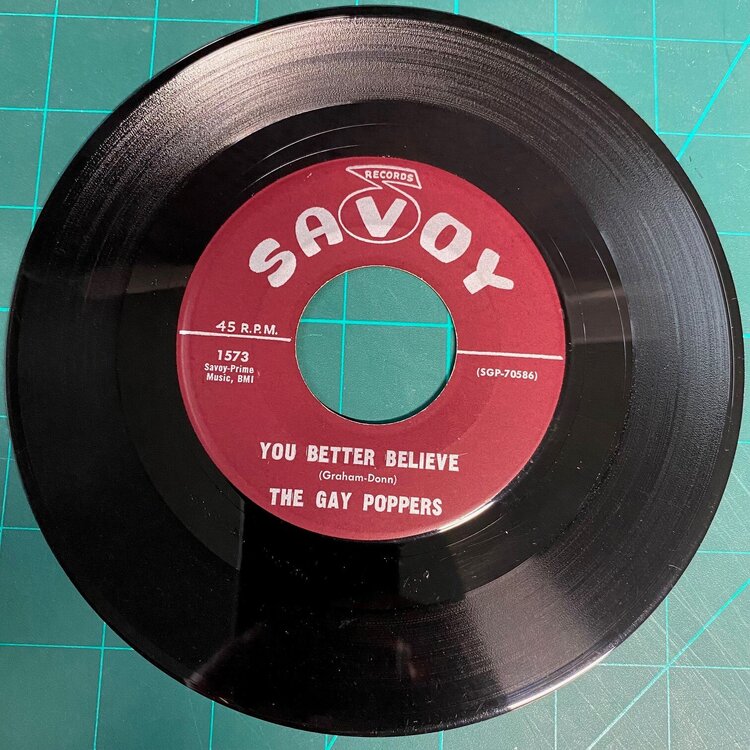 RECORDS
SAVOY
45 R.P.M.
1573
Savoy-Prime
Music, BMI
(SGP-70586)
YOU BETTER BELIEVE
(Graham-Donn)
THE GAY POPPERS